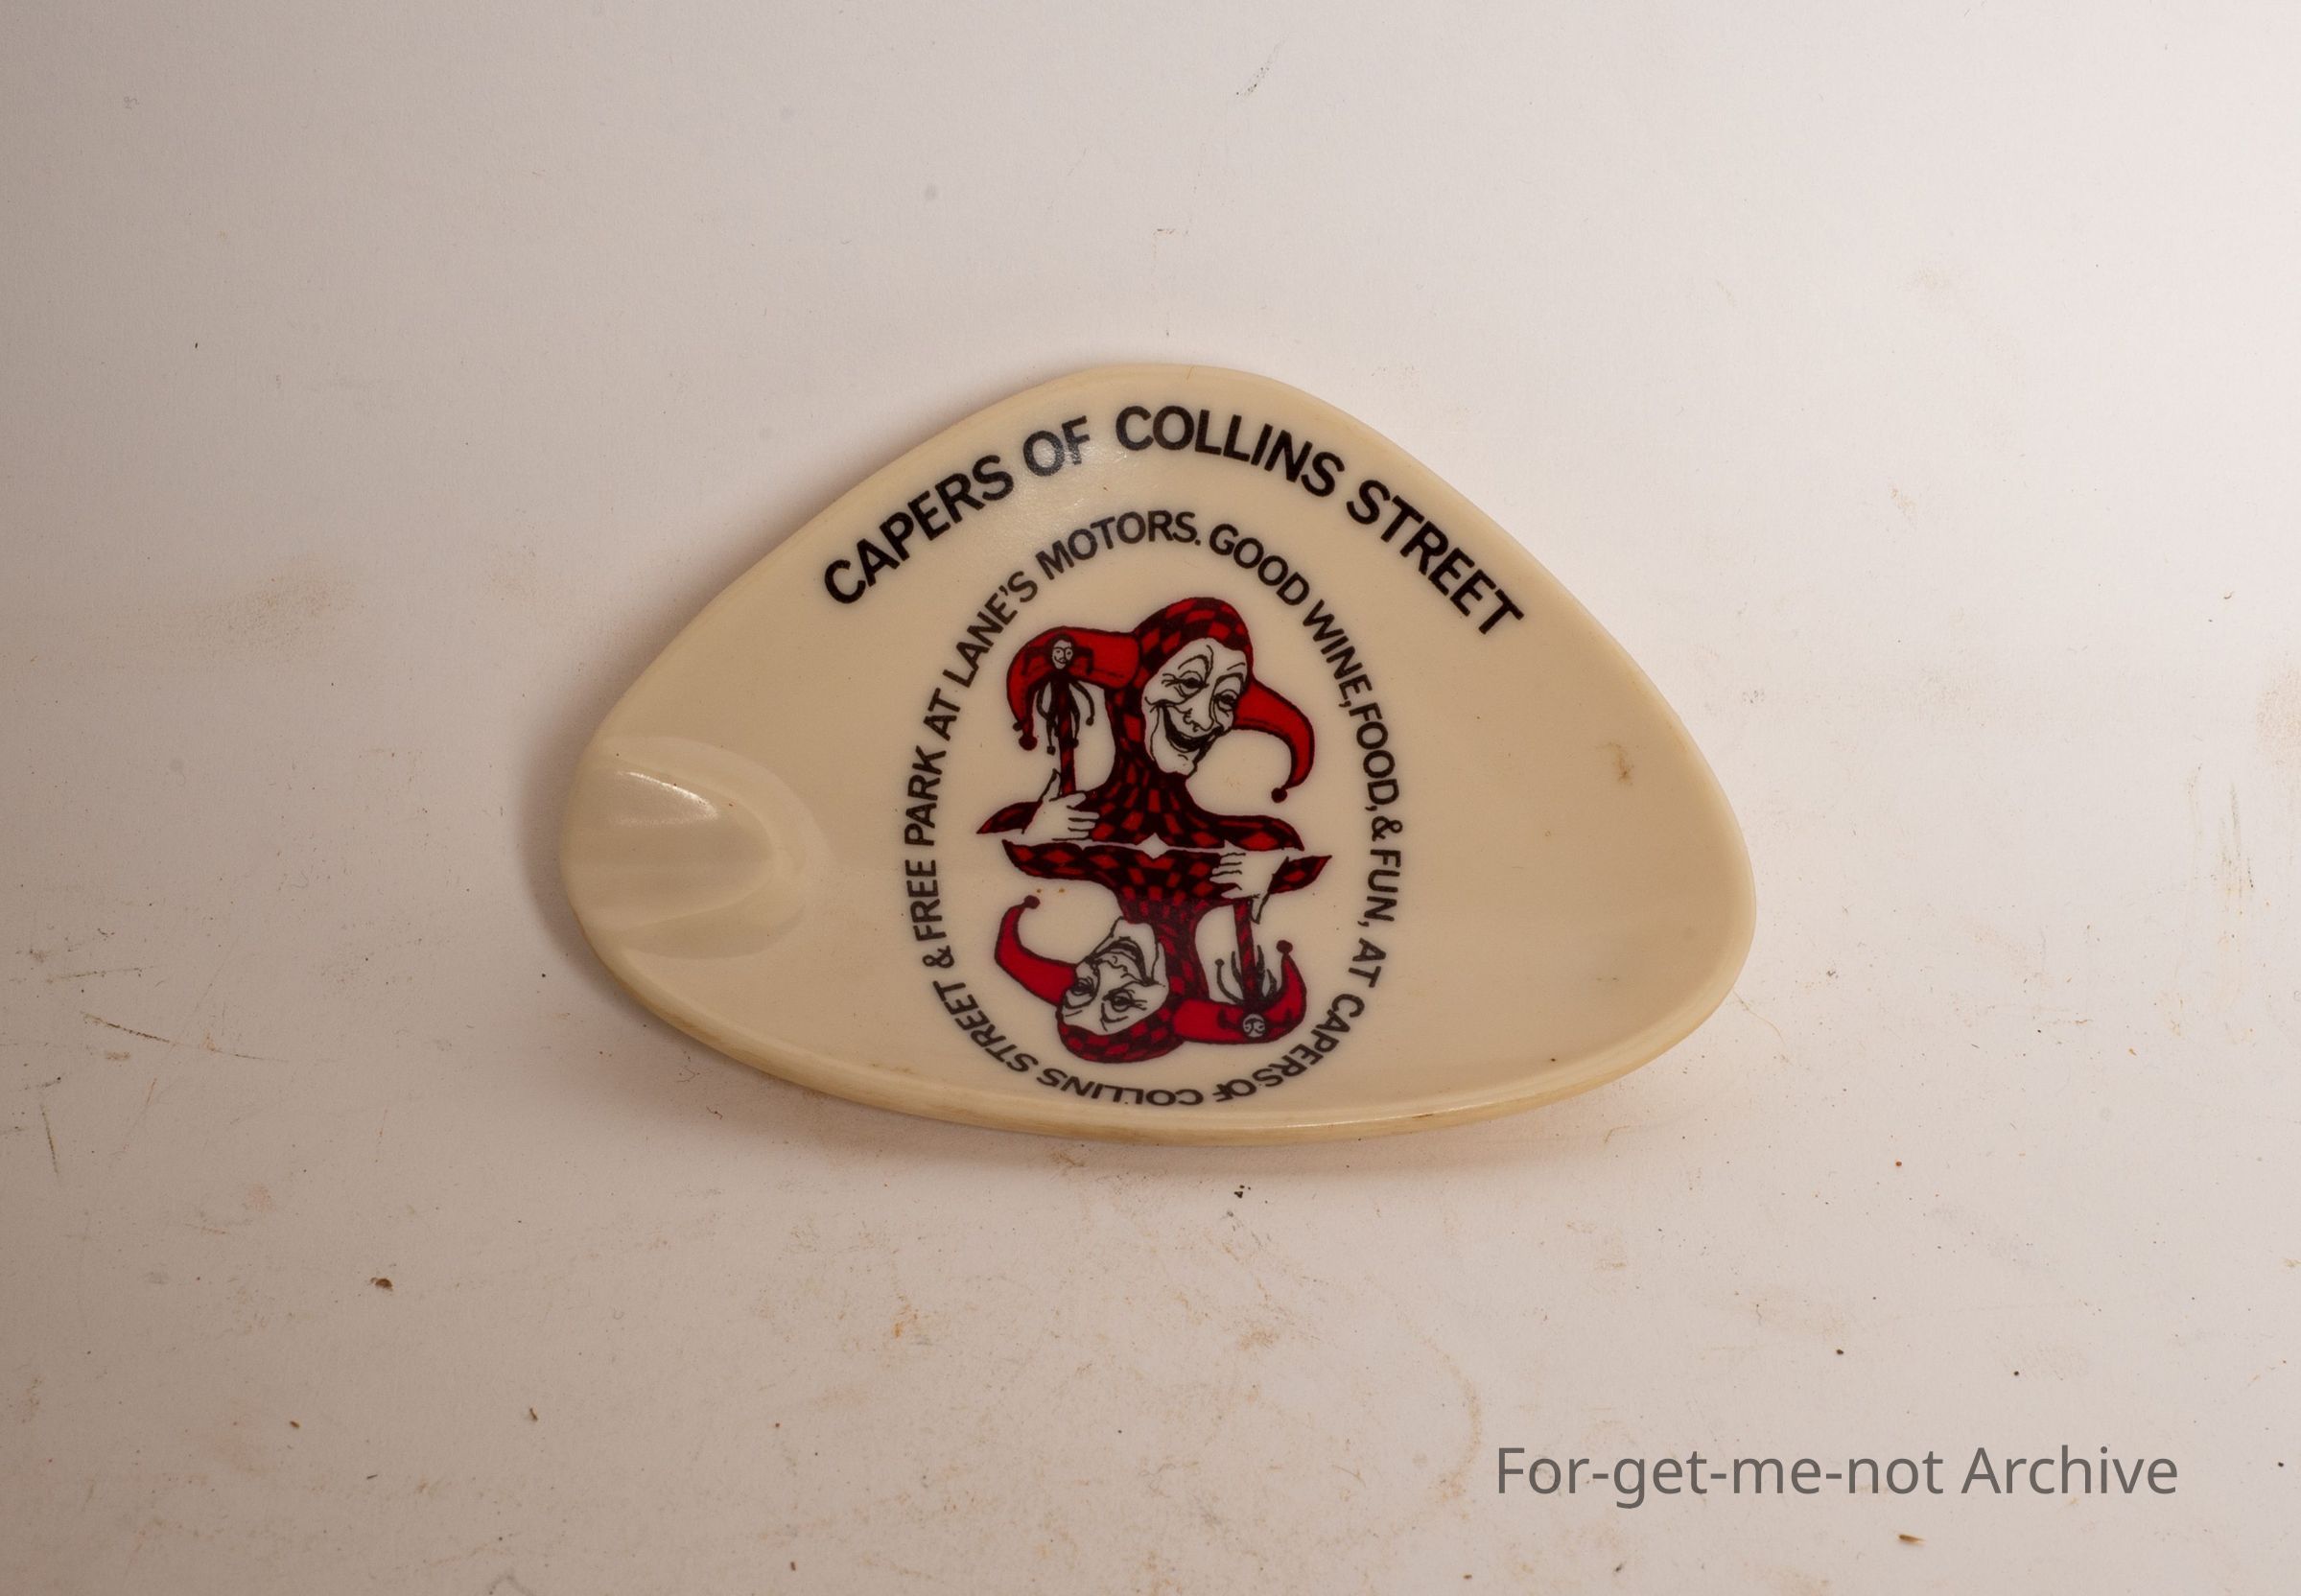 CAPERS OF COLLINS STREET
GOOD WINE, FOOD, & FUN, AT CAPERS OF COLLINS STREET & FREE PARK AT LANE'S MOTORS.
For-get-me-not Archive